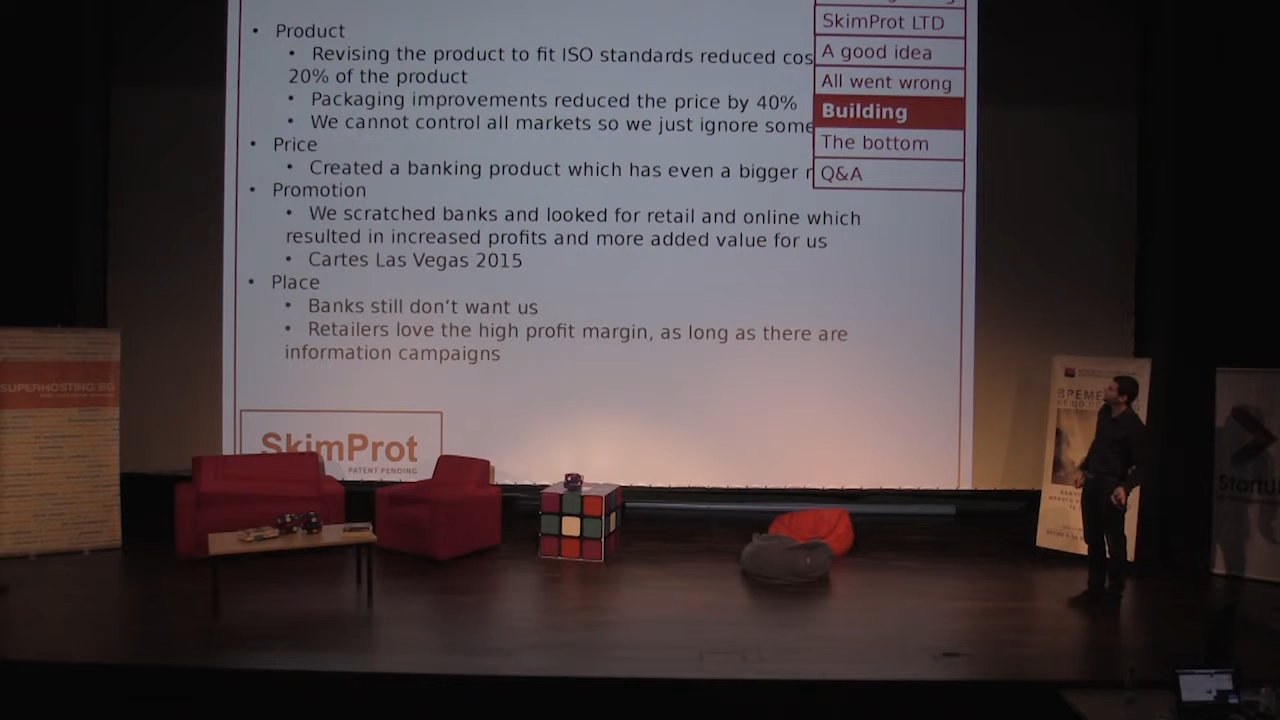 • Product
• Revising the product to fit ISO standards reduced cos
20% of the product
• Packaging improvements reduced the price by 40%
• We cannot control all markets so we just ignore some
• Price
• Created a banking product which has even a bigger
• Promotion
• We scratched banks and looked for retail and online which
resulted in increased profits and more added value for us
• Cartes Las Vegas 2015
• Place
• Banks still don't want us
• Retailers love the high profit margin, as long as there are
information campaigns
SkimProt LTD
A good idea
All went wrong
Building
The bottom
Q&A
SkimProt
PATENT PENDING
SUPERHOSTING.BG
ВРЕМЕ
Startu